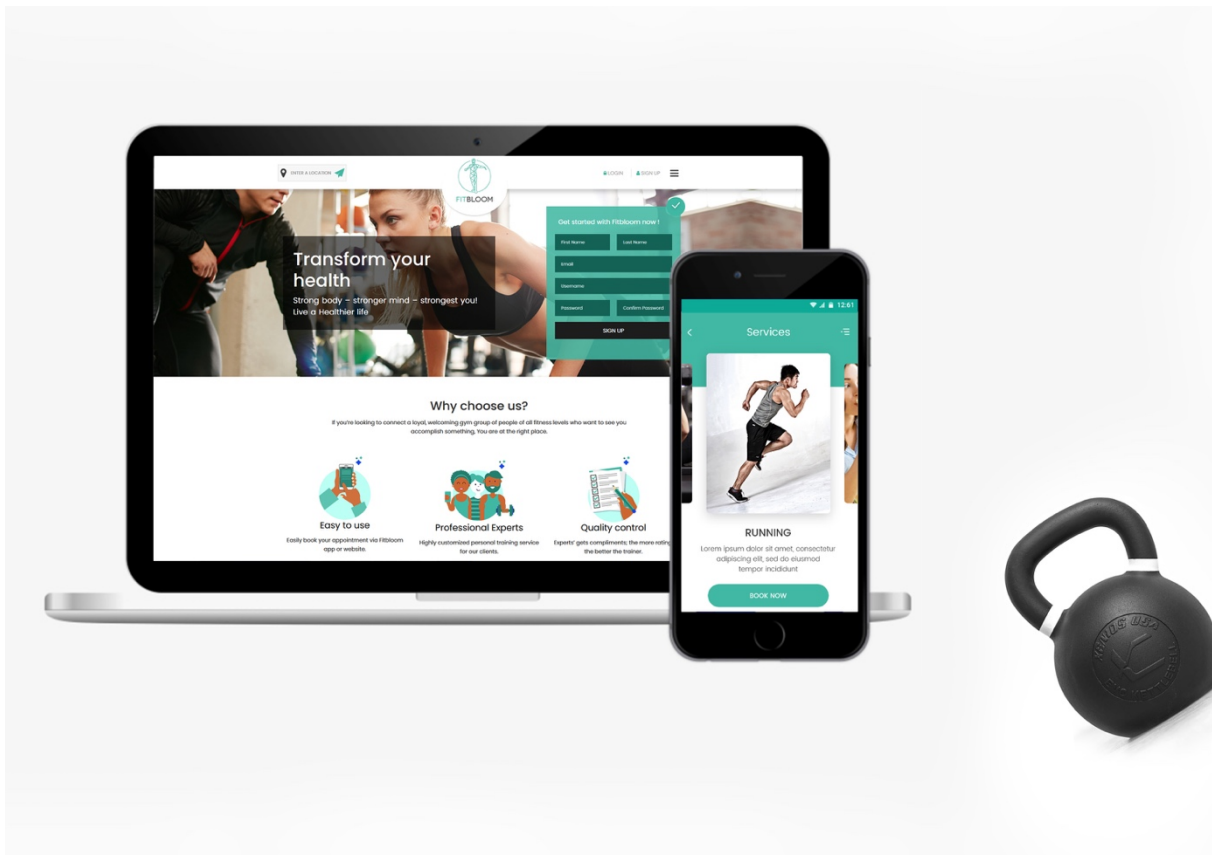 ENTER A LOCATION
FITBLOOM
LOGIN
SIGN UP
Transform your
health
Strong body – stronger mind – strongest you!
Live a Healthier life
Get started with Fitbloom now !
First Name
Last Name
Email
Username
Password
Confirm Password
SIGN UP
Why choose us?
If you're looking to connect a loyal, welcoming gym group of people of all fitness levels who want to see you
accomplish something, You are at the right place.
Easy to use
Easily book your appointment via Fitbloom
app or website.
Professional Experts
Highly customized personal training service
for our clients.
Quality control
Experts' gets compliments; the more rating
the better the trainer.
12:61
Services
RUNNING
Lorem ipsum dolor sit amet, consectetur
adipiscing elit, sed do eiusmod
tempor incididunt
BOOK NOW